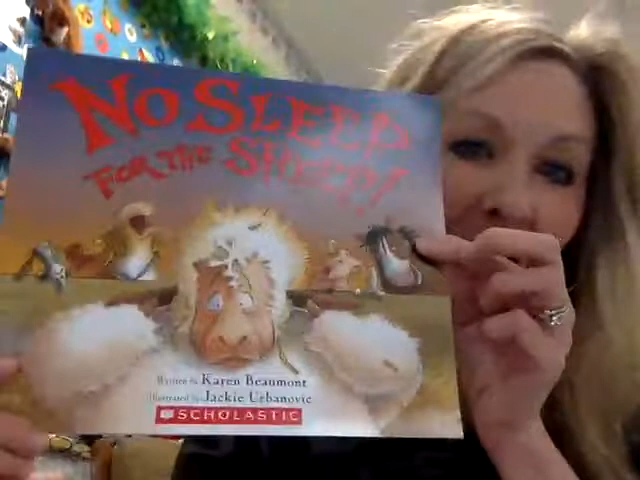 No Sleep
for the Sheep!
Written by Karen Beaumont
Illustrated by Jackie Urbanovic
SCHOLASTIC